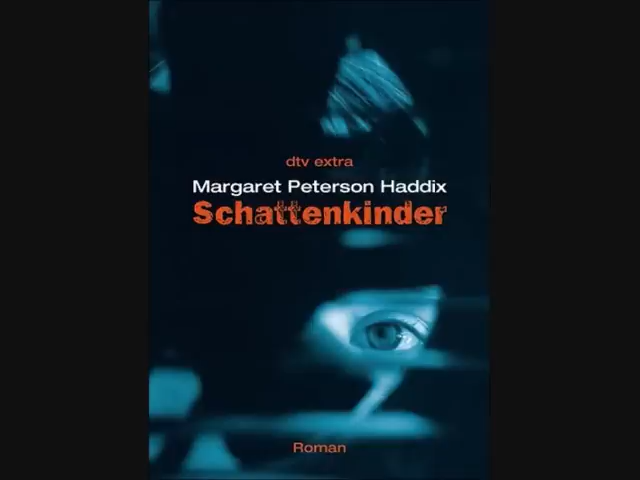 dtv extra
Margaret Peterson Haddix
Schattenkinder
Roman